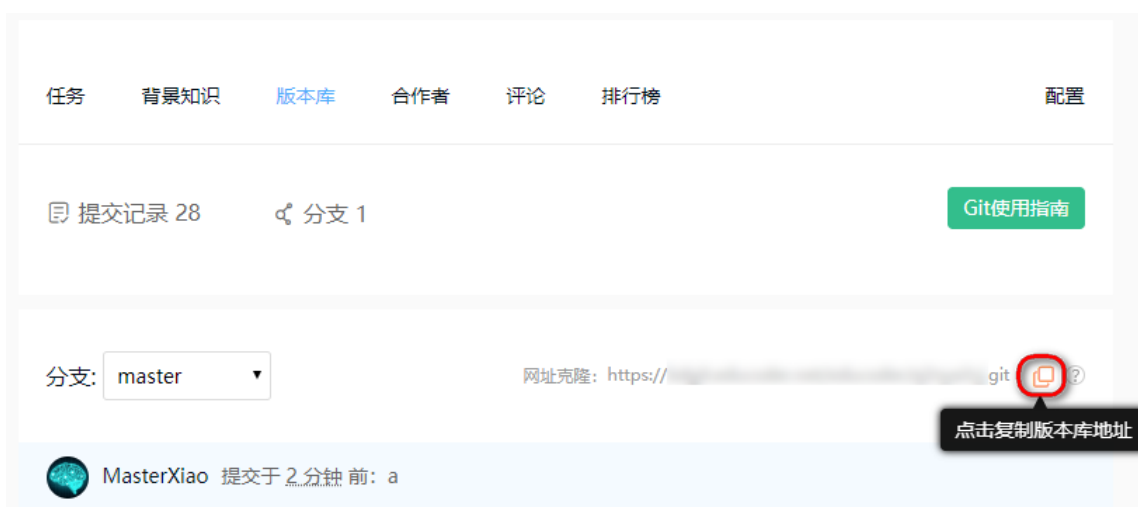 任务 背景知识 版本库 合作者 评论 排行榜 配置
提交记录 28 分支 1 Git使用指南
分支: master 网址克隆：https:// git
点击复制版本库地址
MasterXiao 提交于 2 分钟 前：a